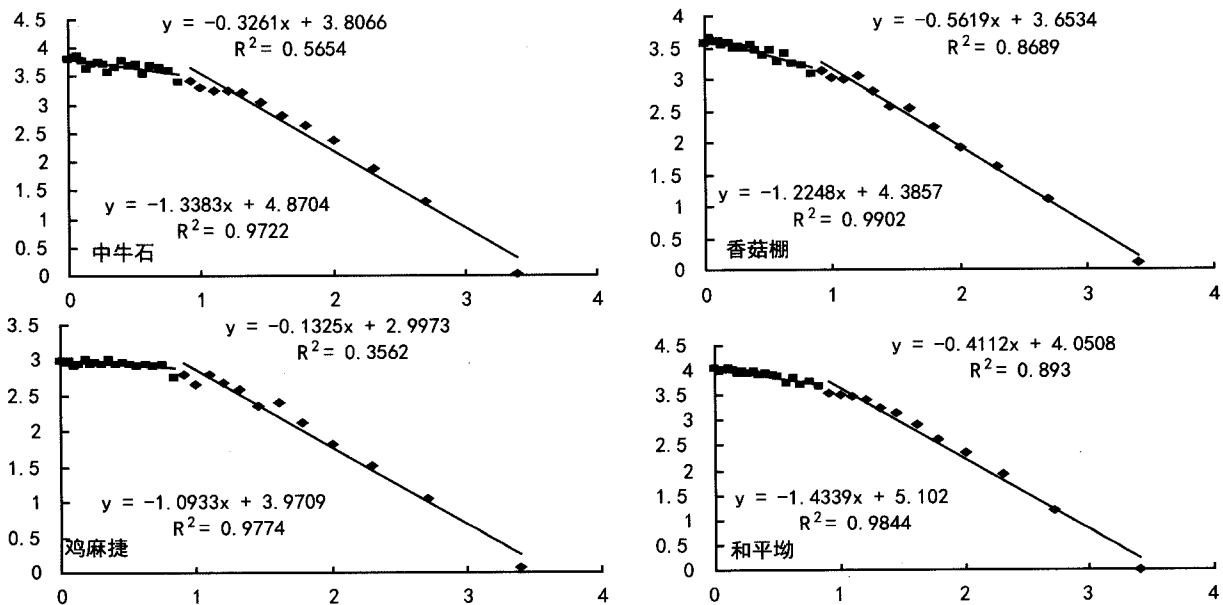 y = -0.3261x + 3.8066
R²= 0.5654
4.5
4
3.5
3
2.5
2
1.5
1
0.5
0
y = -1.3383x + 4.8704
R²= 0.9722
中牛石
0 1 2 3 4
y = -0.5619x + 3.6534
R²= 0.8689
4
3.5
3
2.5
2
1.5
1
0.5
0
y = -1.2248x + 4.3857
R²= 0.9902
香菇棚
0 1 2 3 4
y = -0.1325x + 2.9973
R²= 0.3562
3.5
3
2.5
2
1.5
1
0.5
0
y = -1.0933x + 3.9709
R²= 0.9774
鸡麻捷
0 1 2 3 4
y = -0.4112x + 4.0508
R²= 0.893
4.5
4
3.5
3
2.5
2
1.5
1
0.5
0
y = -1.4339x + 5.102
R²= 0.9844
和平坳
0 1 2 3 4